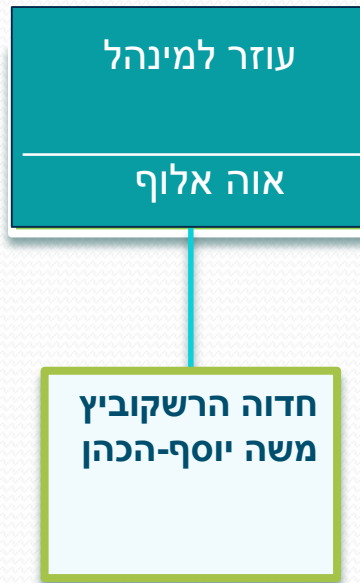 עוזר למינהל
אוה אלוף
חדוה הרשקוביץ
משה יוסף-הכהן